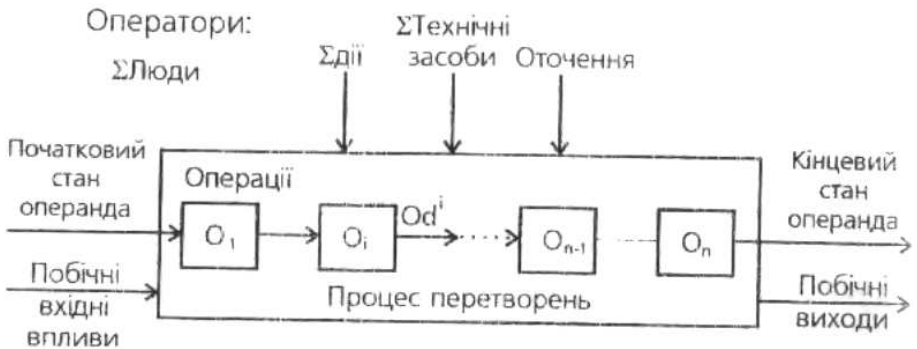 Оператори:
ΣЛюди
Σдії
ΣТехнічні
засоби
Оточення
Початковий
стан
операнда
Операції
O₁
Oᵢ
Odⁱ
Oₙ₋₁
Oₙ
Кінцевий
стан
операнда
Побічні
вхідні
впливи
Процес перетворень
Побічні
виходи